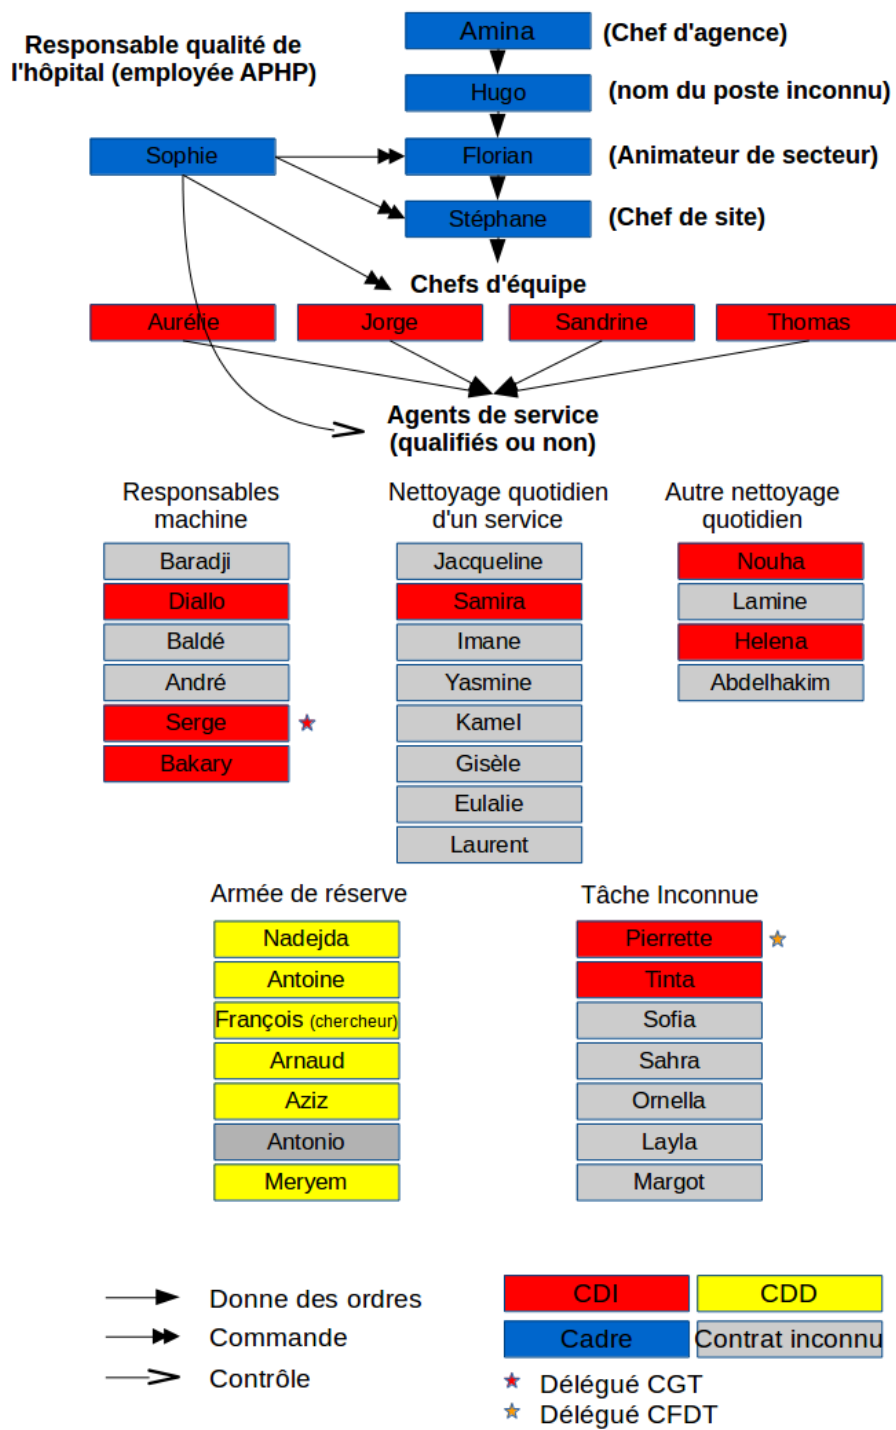 Responsable qualité de
l'hôpital (employée APHP)
Amina
(Chef d'agence)
Hugo
(nom du poste inconnu)
Sophie
Florian
(Animateur de secteur)
Stéphane
(Chef de site)
Chefs d'équipe
Aurélie
Jorge
Sandrine
Thomas
Agents de service
(qualifiés ou non)
Responsables
machine
Baradji
Diallo
Baldé
André
Serge
Bakary
Nettoyage quotidien
d'un service
Jacqueline
Samira
Imane
Yasmine
Kamel
Gisèle
Eulalie
Laurent
Autre nettoyage
quotidien
Nouha
Lamine
Helena
Abdelhakim
Armée de réserve
Nadejda
Antoine
François (chercheur)
Arnaud
Aziz
Antonio
Meryem
Tâche Inconnue
Pierrette
Tinta
Sofia
Sahra
Ornella
Layla
Margot
Donne des ordres
Commande
Contrôle
CDI
CDD
Cadre
Contrat inconnu
Délégué CGT
Délégué CFDT